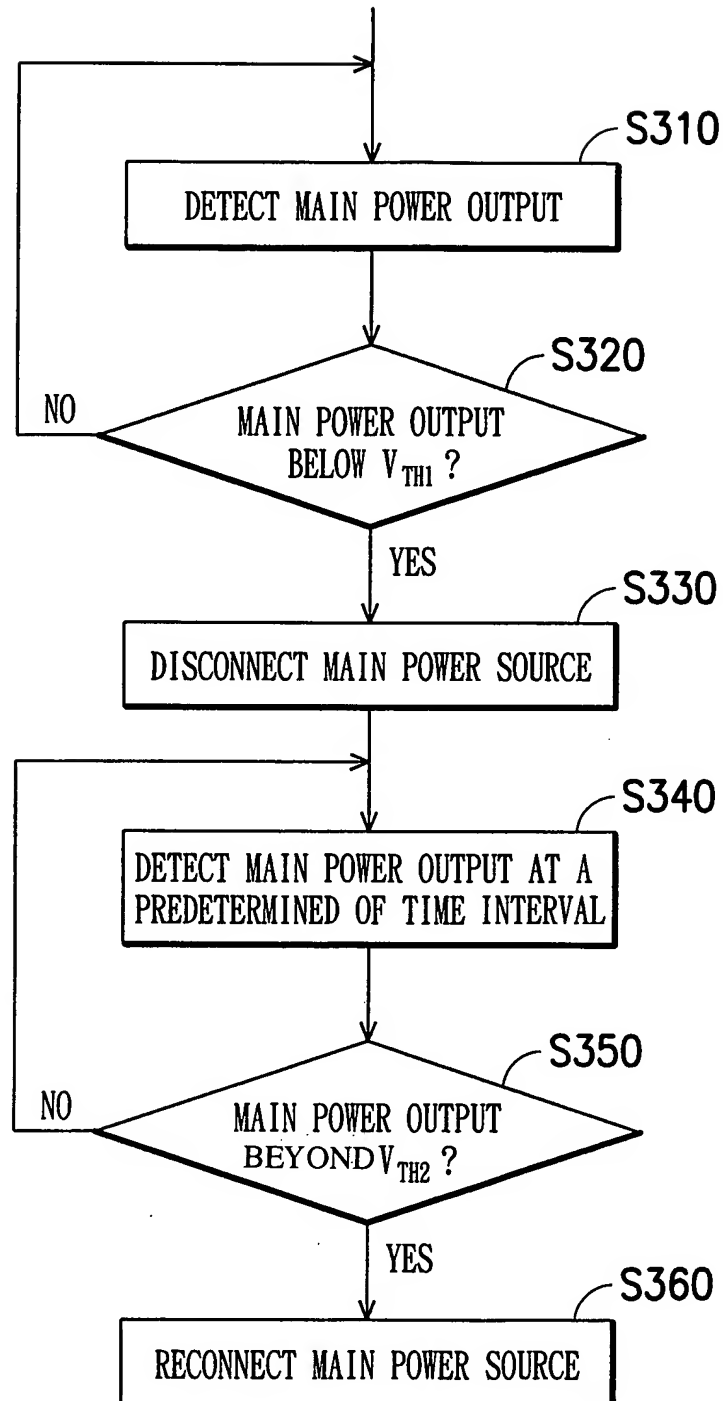 S310
DETECT MAIN POWER OUTPUT
S320
MAIN POWER OUTPUT
BELOW V_TH1 ?
NO
YES
S330
DISCONNECT MAIN POWER SOURCE
S340
DETECT MAIN POWER OUTPUT AT A
PREDETERMINED OF TIME INTERVAL
S350
MAIN POWER OUTPUT
BEYOND V_TH2 ?
NO
YES
S360
RECONNECT MAIN POWER SOURCE